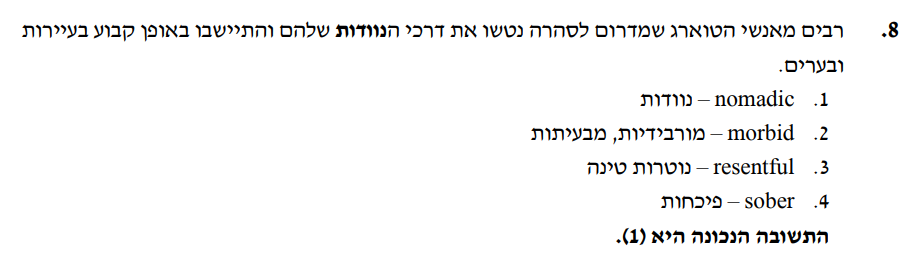 8. רבים מאנשי הטוארג שמדרום לסהרה נטשו את דרכי הנוודות שלהם והתיישבו באופן קבוע בעיירות
ובערים.
1. nomadic – נוודות
2. morbid – מורבידיות, מבעיתות
3. resentful – נוטרות טינה
4. sober – פיכחות
התשובה הנכונה היא (1).